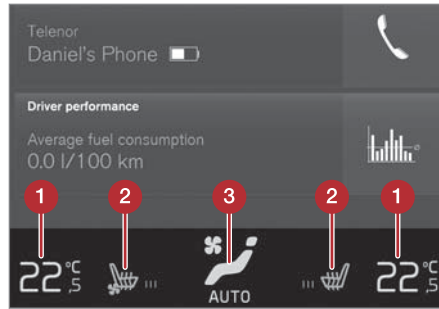 Telenor
Daniel's Phone
Driver performance
Average fuel consumption
0.0 l/100 km
1 2 3 2 1
22°C,5 22°C,5
AUTO